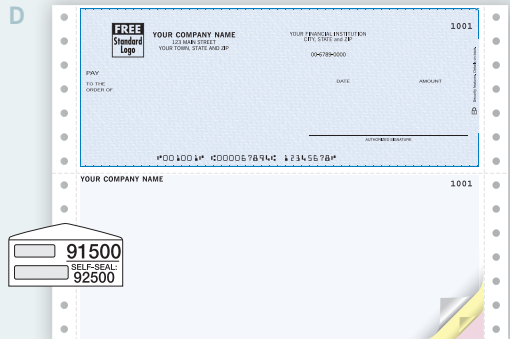 D
FREE
Standard
Logo
YOUR COMPANY NAME
123 MAIN STREET
YOUR TOWN, STATE AND ZIP
YOUR FINANCIAL INSTITUTION
CITY, STATE and ZIP
00-6789-0000
1001
PAY
TO THE
ORDER OF
DATE
AMOUNT
AUTHORIZED SIGNATURE
⑈001001⑈ ⑆000067894⑆ 12345678⑈
YOUR COMPANY NAME
1001
91500
SELF-SEAL:
92500